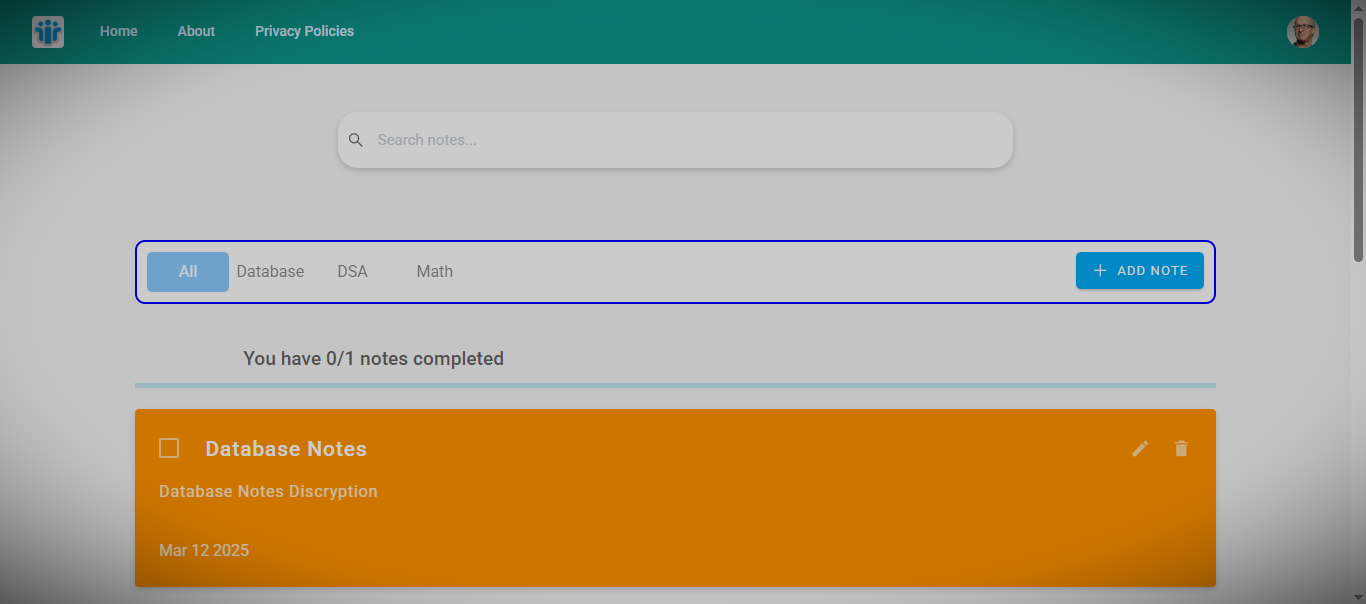 Home About Privacy Policies
Search notes...
All Database DSA Math + ADD NOTE
You have 0/1 notes completed
Database Notes
Database Notes Discryption
Mar 12 2025